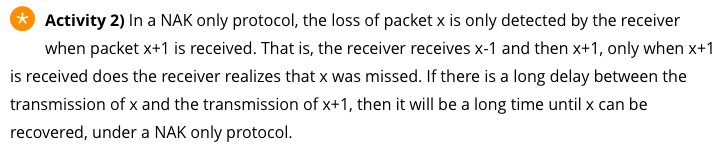 Activity 2) In a NAK only protocol, the loss of packet x is only detected by the receiver
when packet x+1 is received. That is, the receiver receives x-1 and then x+1, only when x+1
is received does the receiver realizes that x was missed. If there is a long delay between the
transmission of x and the transmission of x+1, then it will be a long time until x can be
recovered, under a NAK only protocol.